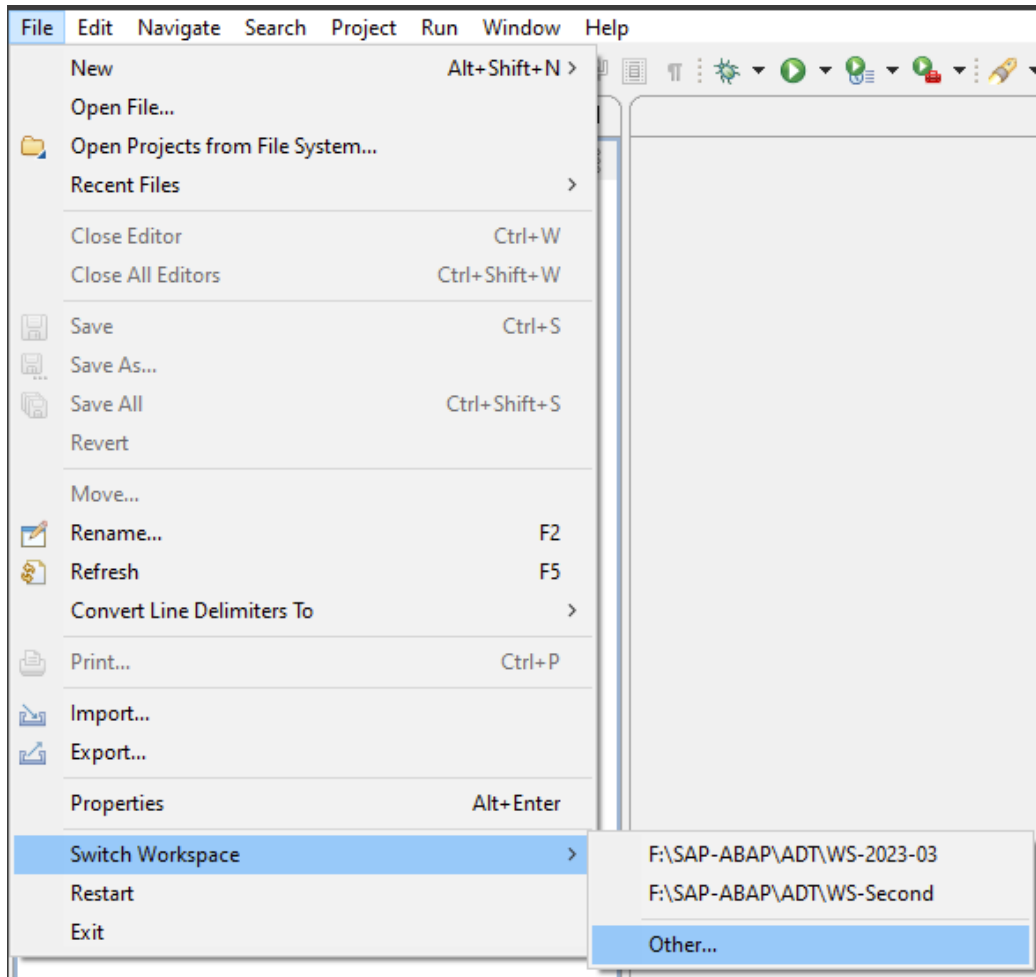 File Edit Navigate Search Project Run Window Help
New Alt+Shift+N >
Open File...
Open Projects from File System...
Recent Files >
Close Editor Ctrl+W
Close All Editors Ctrl+Shift+W
Save Ctrl+S
Save As...
Save All Ctrl+Shift+S
Revert
Move...
Rename... F2
Refresh F5
Convert Line Delimiters To >
Print... Ctrl+P
Import...
Export...
Properties Alt+Enter
Switch Workspace >
F:\SAP-ABAP\ADT\WS-2023-03
Restart
F:\SAP-ABAP\ADT\WS-Second
Exit
Other...